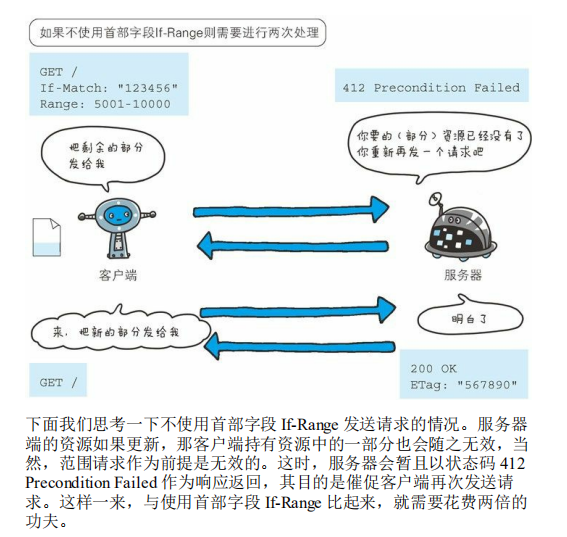 如果不使用首部字段If-Range则需要进行两次处理
GET /
If-Match: "123456"
Range: 5001-10000
412 Precondition Failed
把剩余的部分
发给我
你要的（部分）资源已经没有了
你重新再发一个请求吧
客户端
服务器
来，把新的部分发给我
明白了
GET /
200 OK
ETag: "567890"
下面我们思考一下不使用首部字段 If-Range 发送请求的情况。服务器
端的资源如果更新，那客户端持有资源中的一部分也会随之无效，当
然，范围请求作为前提是无效的。这时，服务器会暂且以状态码 412
Precondition Failed 作为响应返回，其目的是催促客户端再次发送请
求。这样一来，与使用首部字段 If-Range 比起来，就需要花费两倍的
功夫。